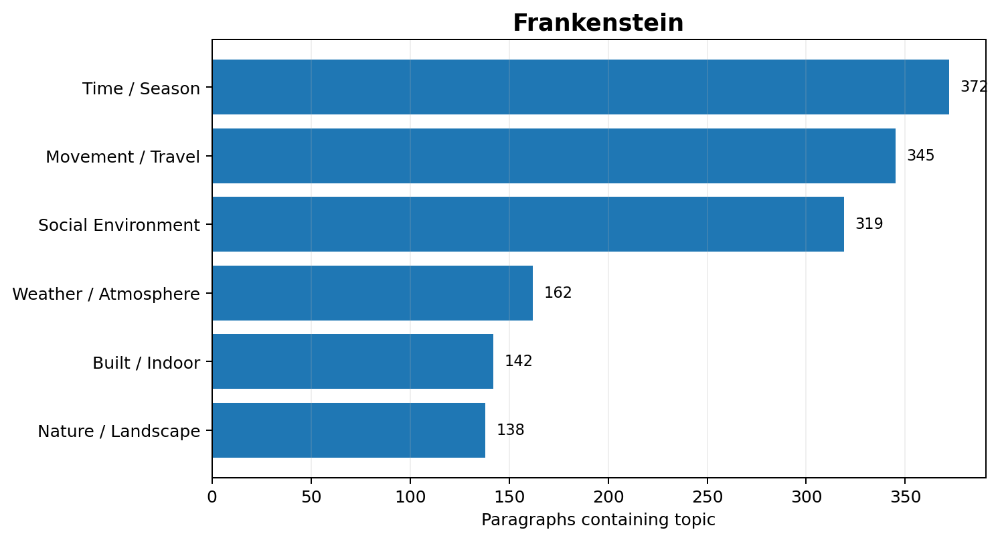 Frankenstein
Time / Season 372
Movement / Travel 345
Social Environment 319
Weather / Atmosphere 162
Built / Indoor 142
Nature / Landscape 138
0 50 100 150 200 250 300 350
Paragraphs containing topic